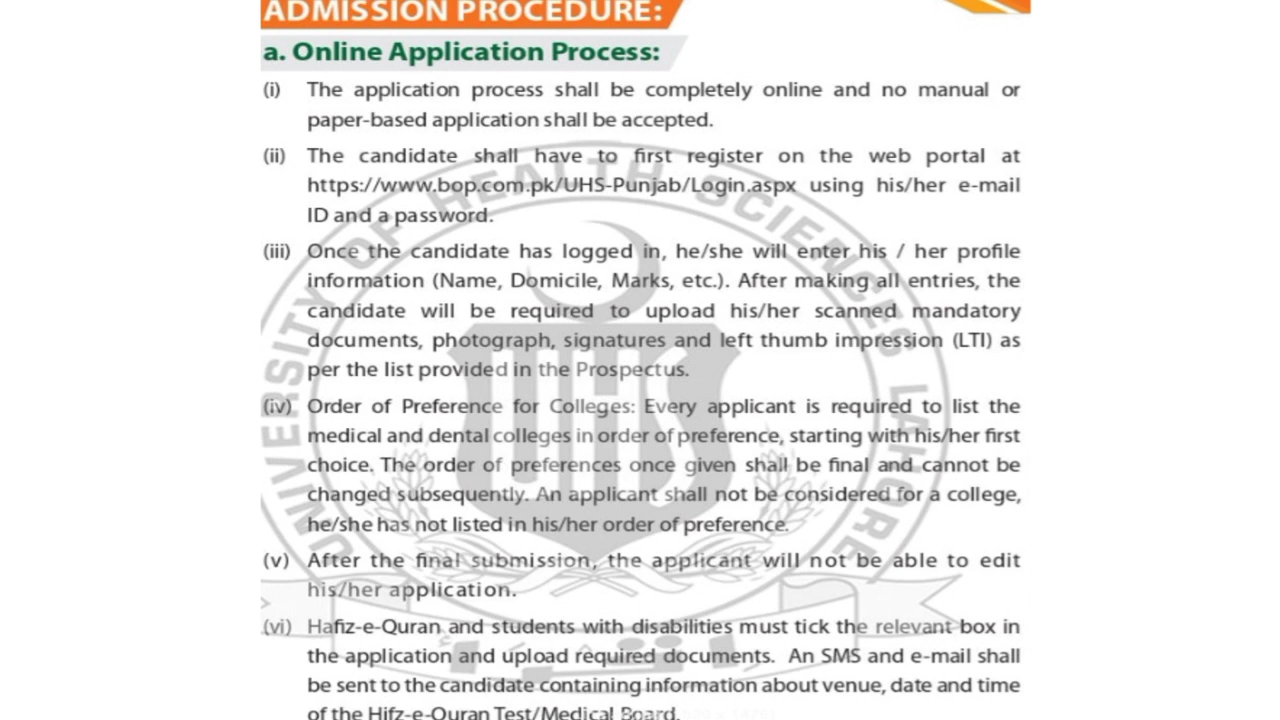 ADMISSION PROCEDURE:
a. Online Application Process:
(i) The application process shall be completely online and no manual or
paper-based application shall be accepted.
(ii) The candidate shall have to first register on the web portal at
https://www.bop.com.pk/UHS-Punjab/Login.aspx using his/her e-mail
ID and a password.
(iii) Once the candidate has logged in, he/she will enter his / her profile
information (Name, Domicile, Marks, etc.). After making all entries, the
candidate will be required to upload his/her scanned mandatory
documents, photograph, signatures and left thumb impression (LTI) as
per the list provided in the Prospectus.
(iv) Order of Preference for Colleges: Every applicant is required to list the
medical and dental colleges in order of preference, starting with his/her first
choice. The order of preferences once given shall be final and cannot be
changed subsequently. An applicant shall not be considered for a college,
he/she has not listed in his/her order of preference.
(v) After the final submission, the applicant will not be able to edit
his/her application.
(vi) Hafiz-e-Quran and students with disabilities must tick the relevant box in
the application and upload required documents. An SMS and e-mail shall
be sent to the candidate containing information about venue, date and time
of the Hifz-e-Quran Test/Medical Board.
UNIVERSITY OF HEALTH SCIENCES LAHORE
UHS